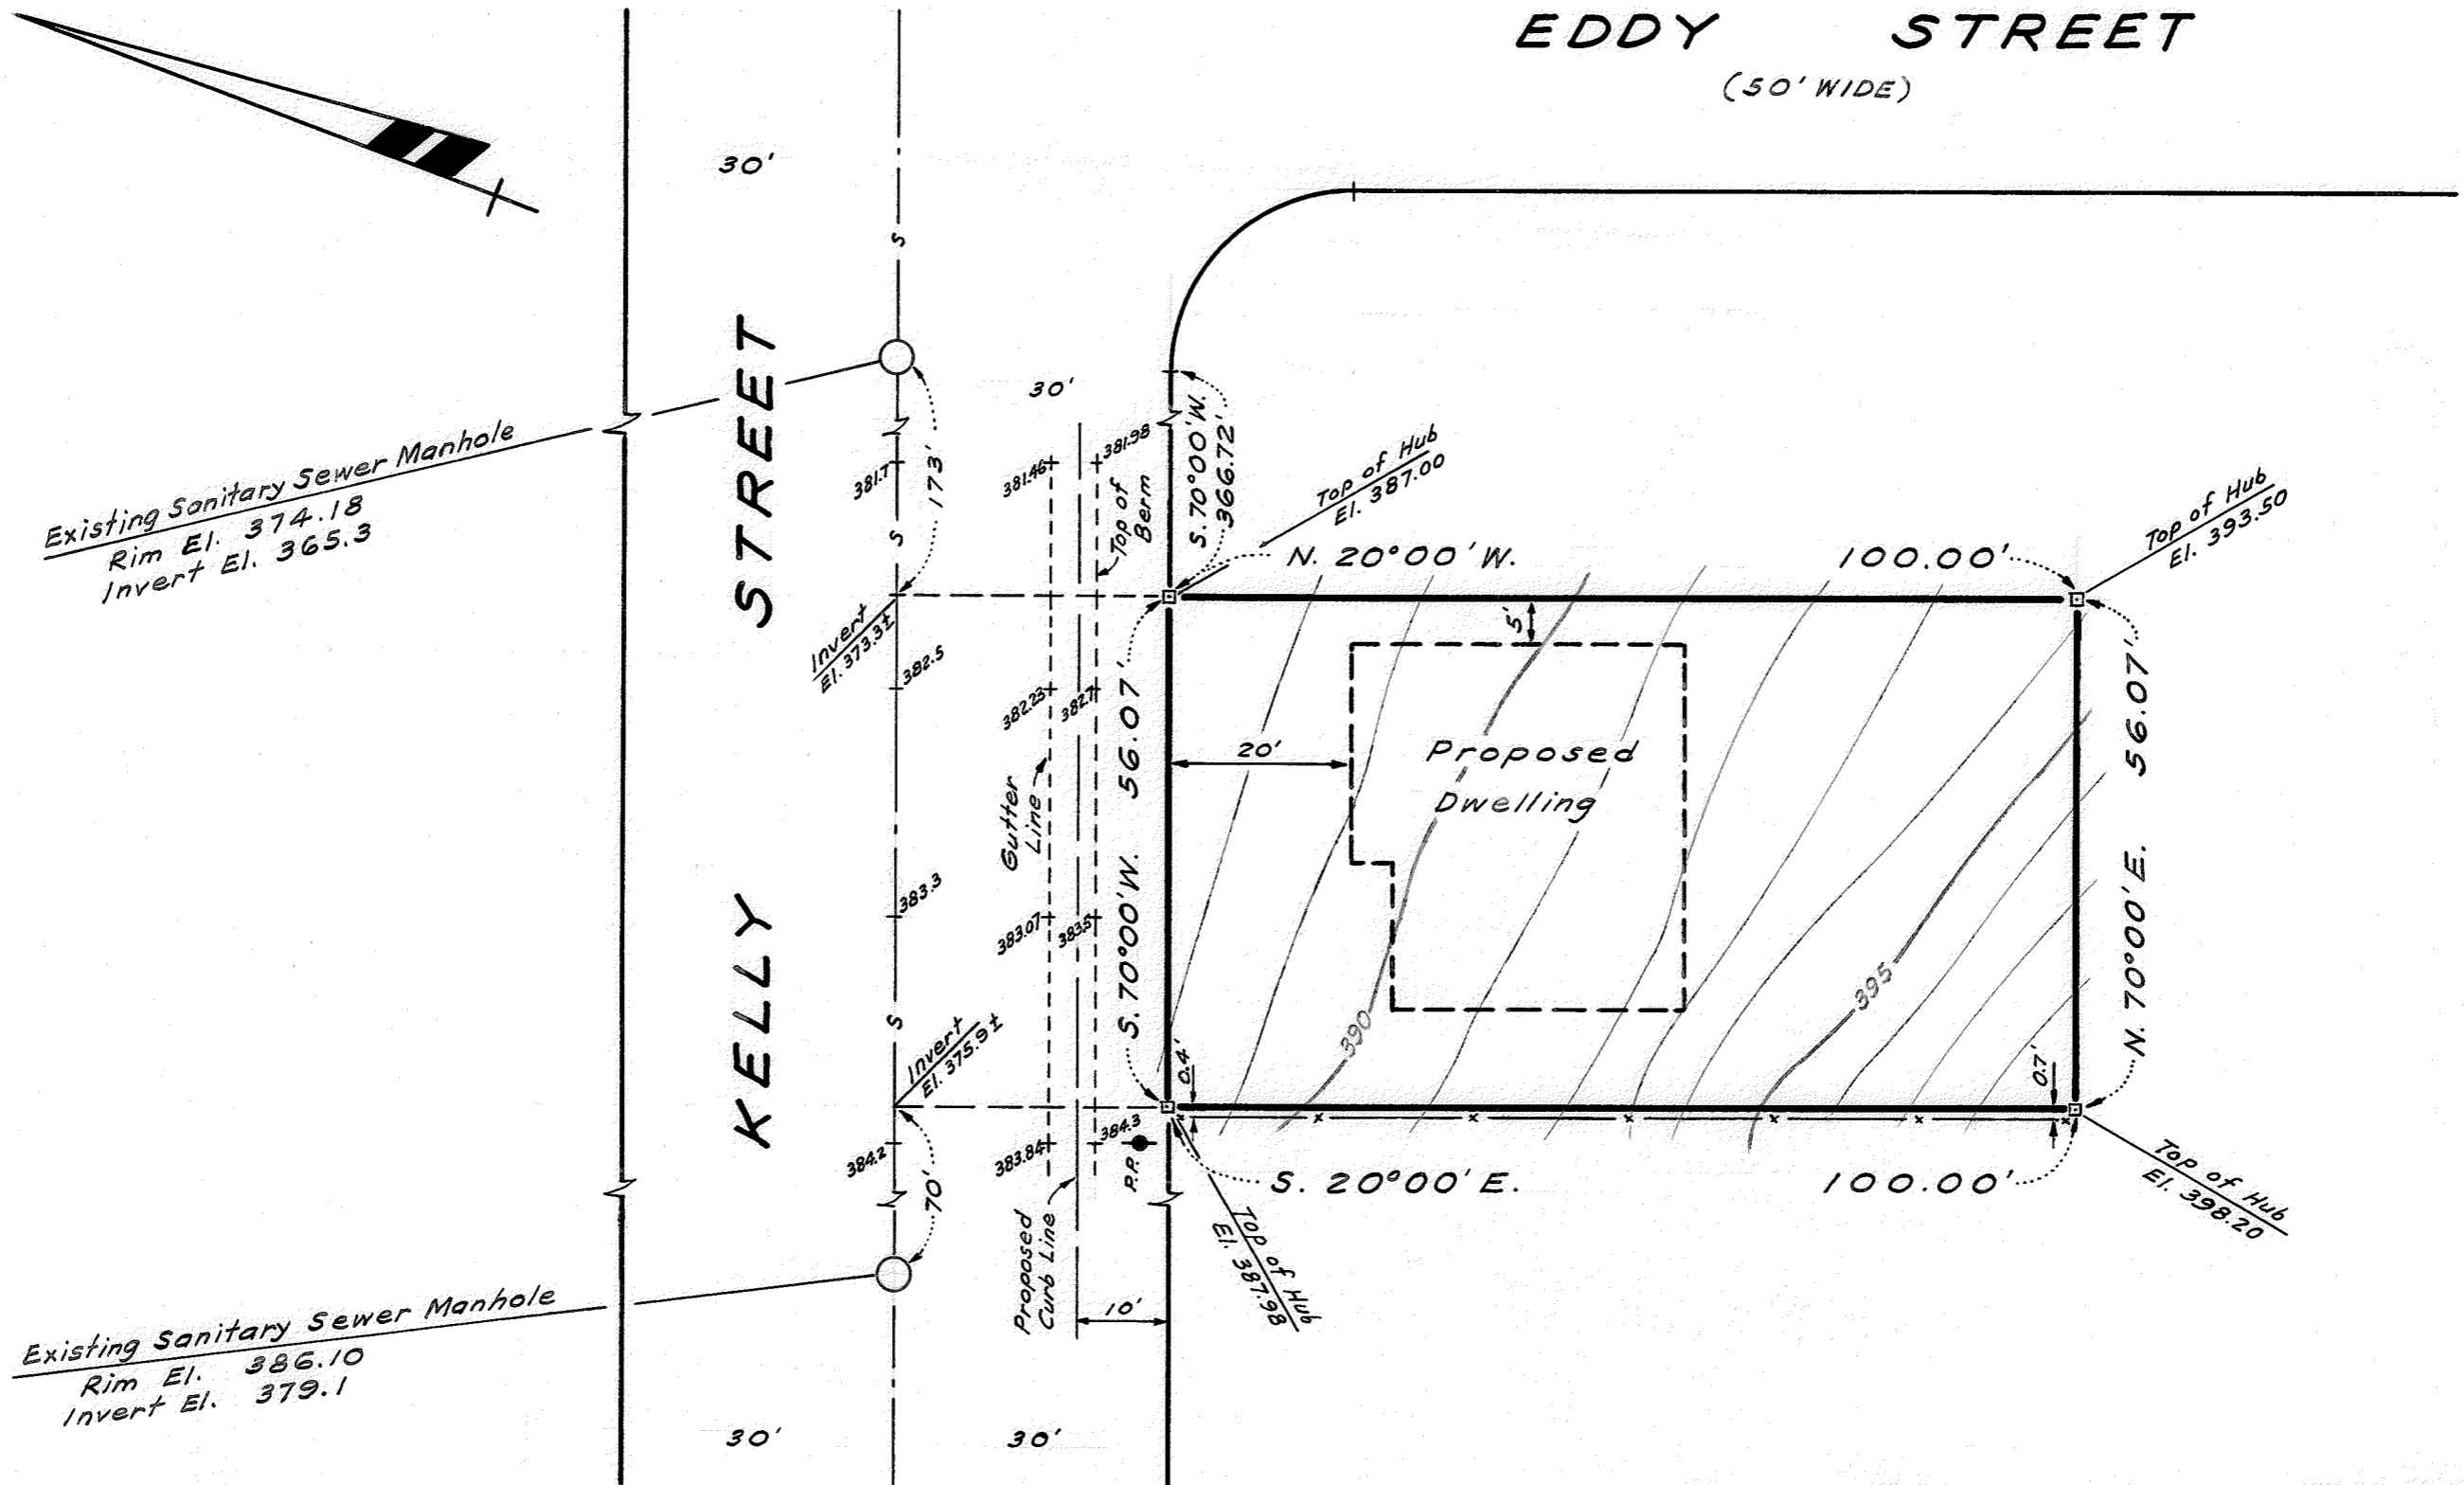 EDDY STREET
(50' WIDE)
30'
30'
S
STREET
KELLY
Existing Sanitary Sewer Manhole
Rim El. 374.18
Invert El. 365.3
381.7
173'
S
381.46
381.98
Top of
Berm
S. 70°00' W.
366.72'
Top of Hub
El. 387.00
N. 20°00' W.
100.00'
Top of Hub
El. 393.50
Invert
El. 373.3±
382.5
382.23
382.7
5'
20'
Proposed
Dwelling
Gutter
Line
S. 70°00' W. 56.07'
N. 70°00' E. 56.07'
383.3
383.07
383.5
390
395
S
Invert
El. 375.9±
0.4'
0.7'
384.2
383.84
384.3
P.P.
70'
S. 20°00' E.
100.00'
Top of Hub
El. 387.98
Top of Hub
El. 398.20
Proposed
Curb Line
10'
Existing Sanitary Sewer Manhole
Rim El. 386.10
Invert El. 379.1
30'
30'